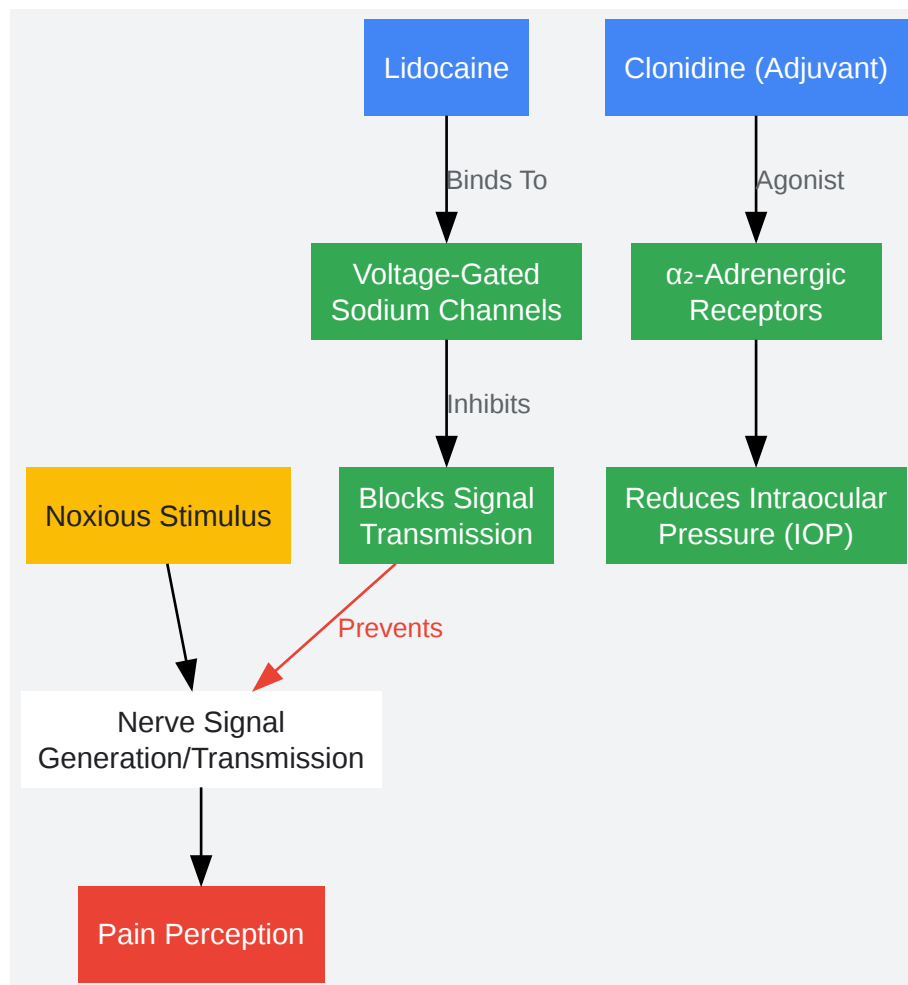 Lidocaine
Clonidine (Adjuvant)
Binds To
Agonist
Voltage-Gated
Sodium Channels
α₂-Adrenergic
Receptors
Inhibits
Noxious Stimulus
Blocks Signal
Transmission
Reduces Intraocular
Pressure (IOP)
Prevents
Nerve Signal
Generation/Transmission
Pain Perception